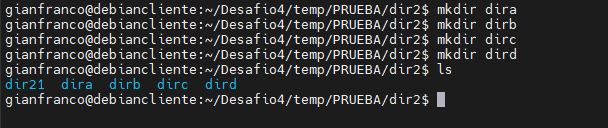 gianfranco@debiancliente:~/Desafio4/temp/PRUEBA/dir2$ mkdir dira
gianfranco@debiancliente:~/Desafio4/temp/PRUEBA/dir2$ mkdir dirb
gianfranco@debiancliente:~/Desafio4/temp/PRUEBA/dir2$ mkdir dirc
gianfranco@debiancliente:~/Desafio4/temp/PRUEBA/dir2$ mkdir dird
gianfranco@debiancliente:~/Desafio4/temp/PRUEBA/dir2$ ls
dir21  dira  dirb  dirc  dird
gianfranco@debiancliente:~/Desafio4/temp/PRUEBA/dir2$